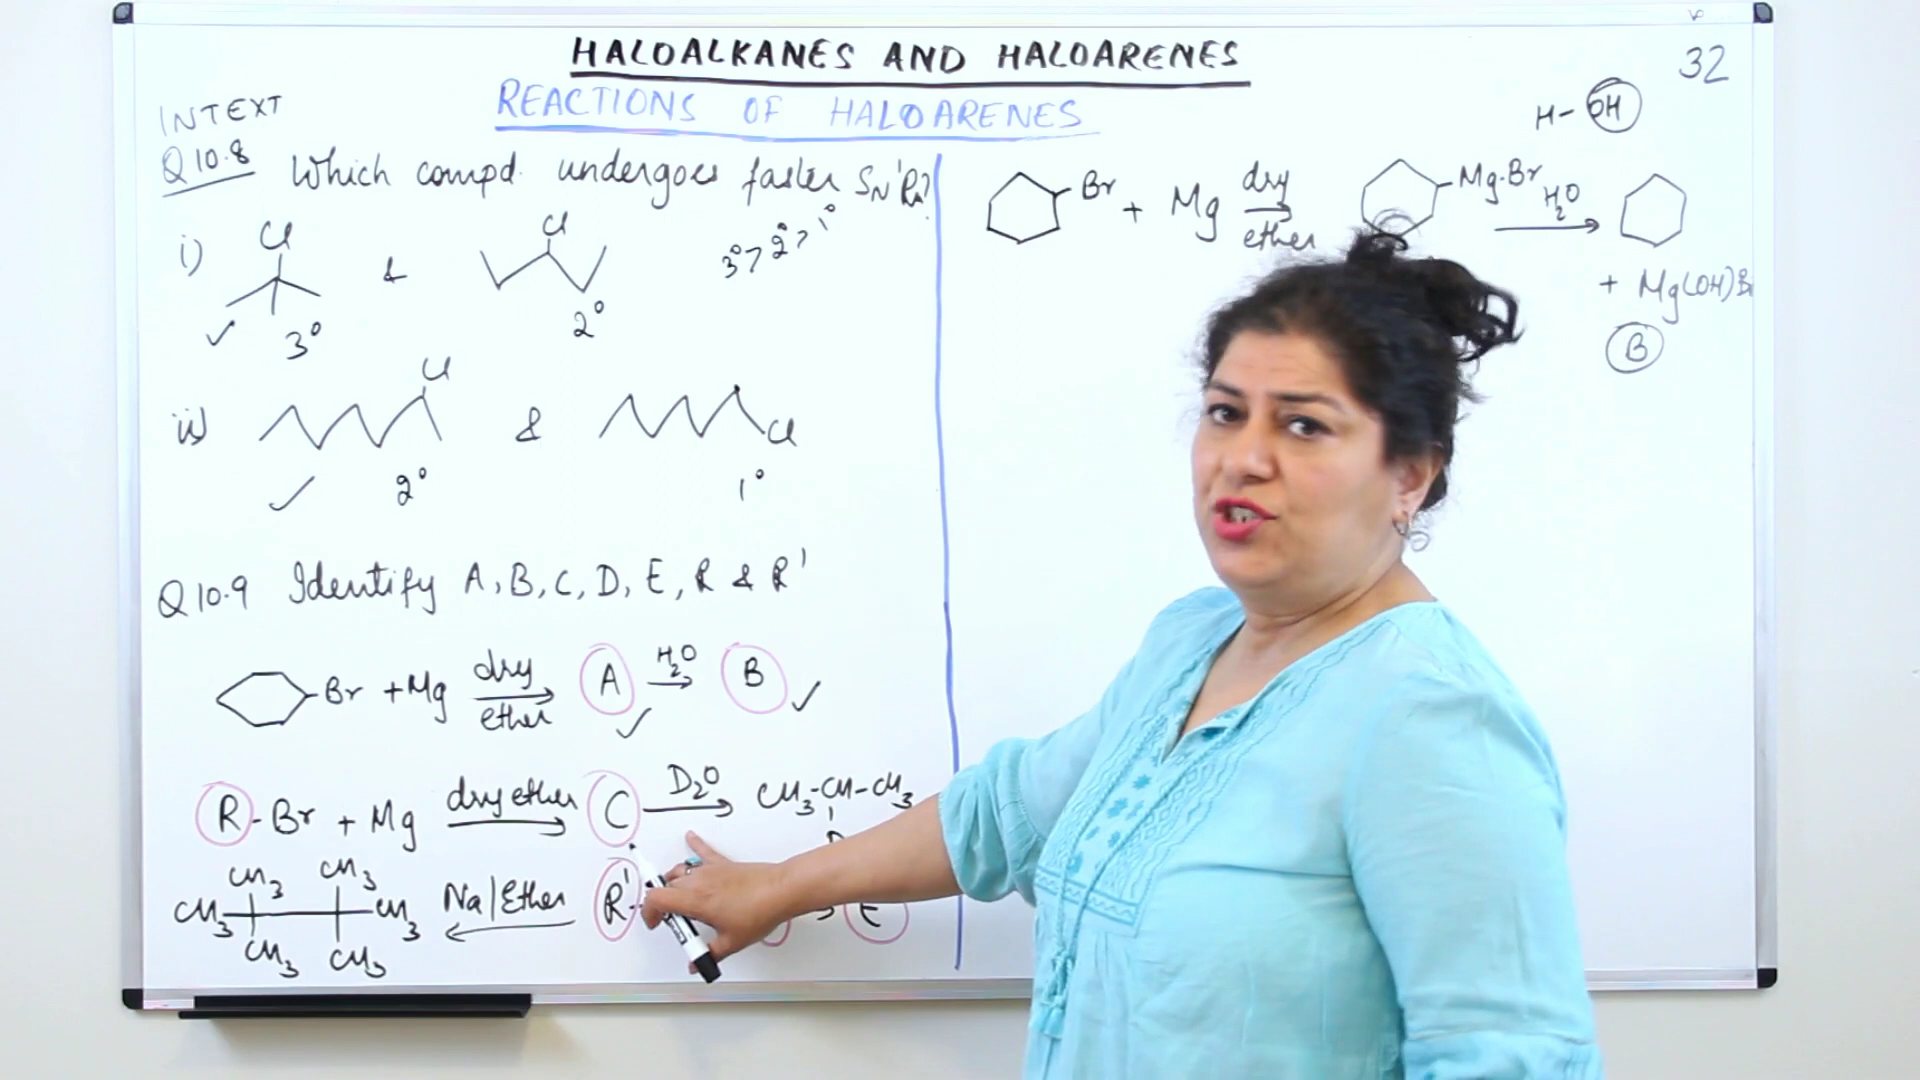 HALOALKANES AND HALOARENES
32
REACTIONS OF HALOARENES
INTEXT
Q 10.8 Which compd. undergoes faster SN1 Rn?
i) Cl & Cl 3° > 2° > 1°
✓ 3° 2°
ii) Cl & Cl
✓ 2° 1°
Q 10.9 Identify A, B, C, D, E, R & R'
Br + Mg dry ether A H2O B ✓
✓
R-Br + Mg dry ether C D2O CH3-CH-CH3
CH3 CH3
CH3 CH3 Na/Ether R'
CH3 CH3
E
H-OH
Br + Mg dry ether Mg·Br H2O
+ Mg(OH)Br
B